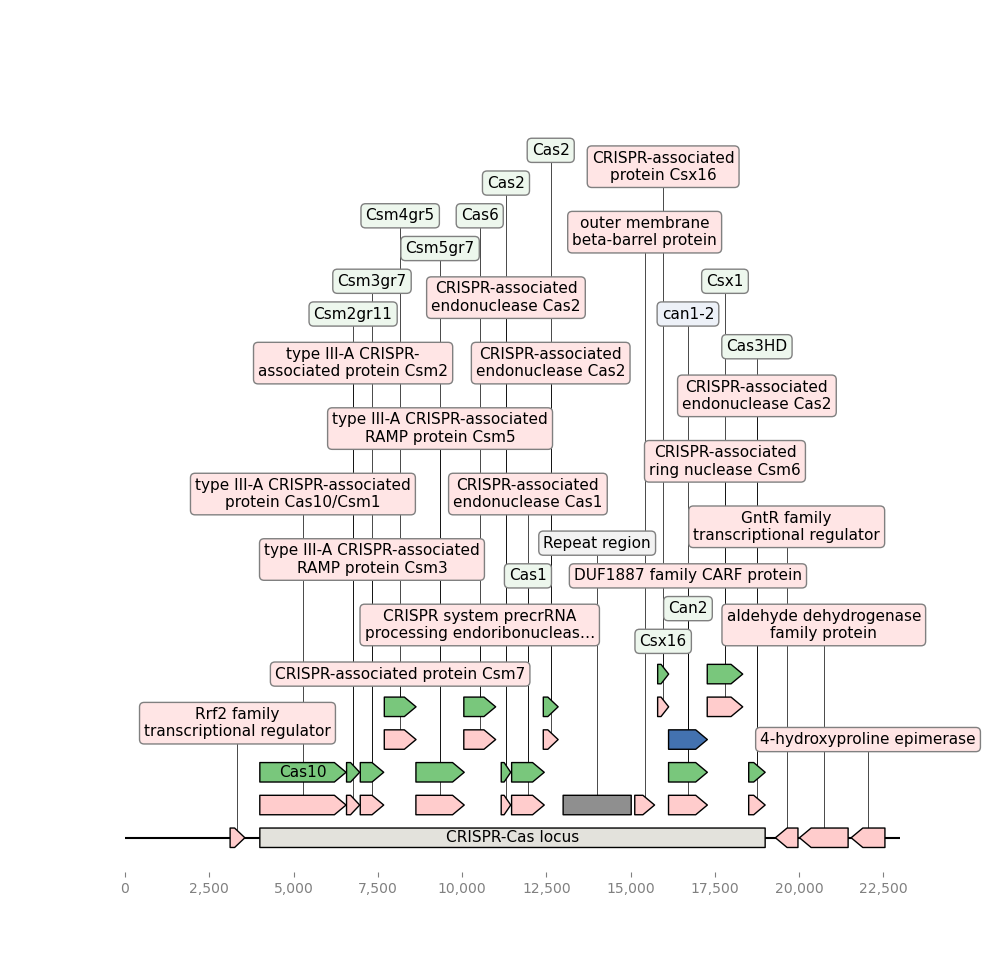 Cas2
CRISPR-associated
protein Csx16
Cas2
Csm4gr5
Cas6
outer membrane
beta-barrel protein
Csm5gr7
Csm3gr7
CRISPR-associated
endonuclease Cas2
Csx1
Csm2gr11
can1-2
Cas3HD
type III-A CRISPR-
associated protein Csm2
CRISPR-associated
endonuclease Cas2
CRISPR-associated
endonuclease Cas2
type III-A CRISPR-associated
RAMP protein Csm5
CRISPR-associated
ring nuclease Csm6
type III-A CRISPR-associated
protein Cas10/Csm1
CRISPR-associated
endonuclease Cas1
GntR family
transcriptional regulator
Repeat region
type III-A CRISPR-associated
RAMP protein Csm3
Cas1
DUF1887 family CARF protein
Can2
CRISPR system precrRNA
processing endoribonucleas...
aldehyde dehydrogenase
family protein
Csx16
CRISPR-associated protein Csm7
Rrf2 family
transcriptional regulator
4-hydroxyproline epimerase
Cas10
CRISPR-Cas locus
0
2,500
5,000
7,500
10,000
12,500
15,000
17,500
20,000
22,500